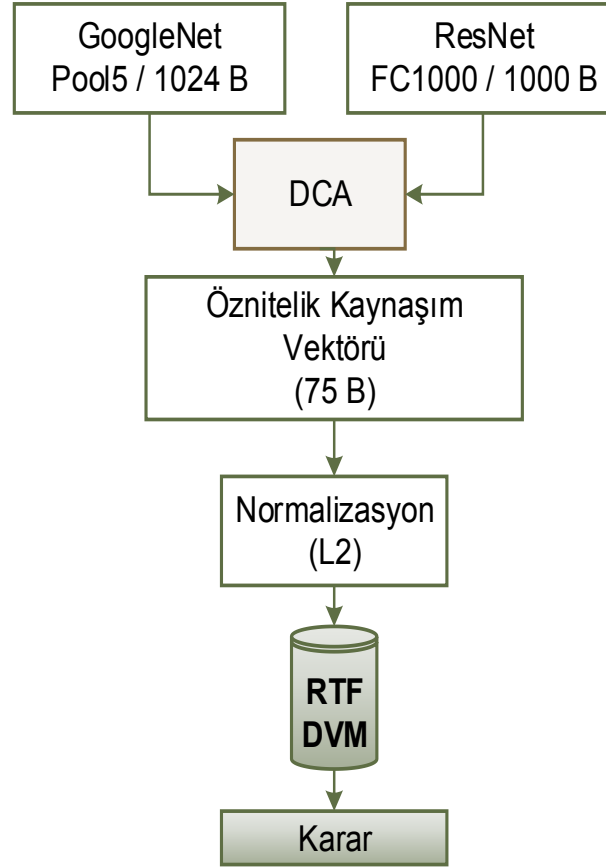 GoogleNet
Pool5 / 1024 B
ResNet
FC1000 / 1000 B
DCA
Öznitelik Kaynaşım
Vektörü
(75 B)
Normalizasyon
(L2)
RTF
DVM
Karar